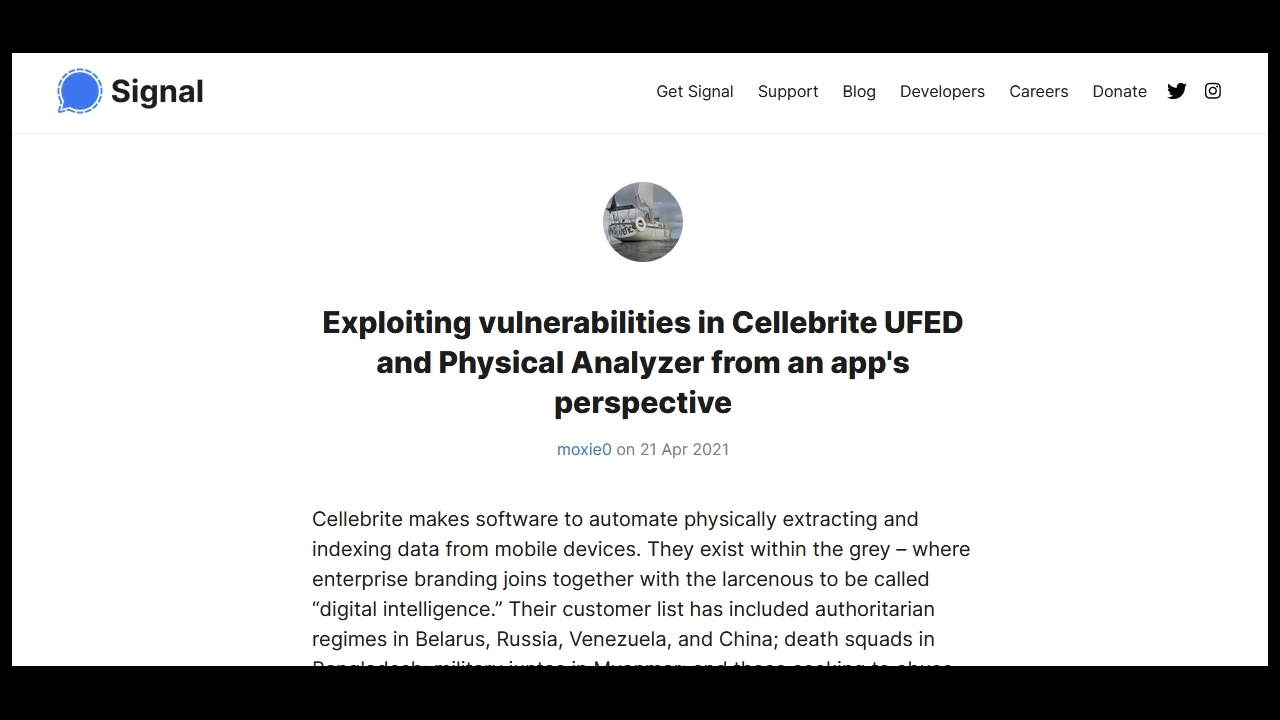 Signal
Get Signal Support Blog Developers Careers Donate
Exploiting vulnerabilities in Cellebrite UFED
and Physical Analyzer from an app's
perspective
moxie0 on 21 Apr 2021
Cellebrite makes software to automate physically extracting and
indexing data from mobile devices. They exist within the grey – where
enterprise branding joins together with the larcenous to be called
“digital intelligence.” Their customer list has included authoritarian
regimes in Belarus, Russia, Venezuela, and China; death squads in